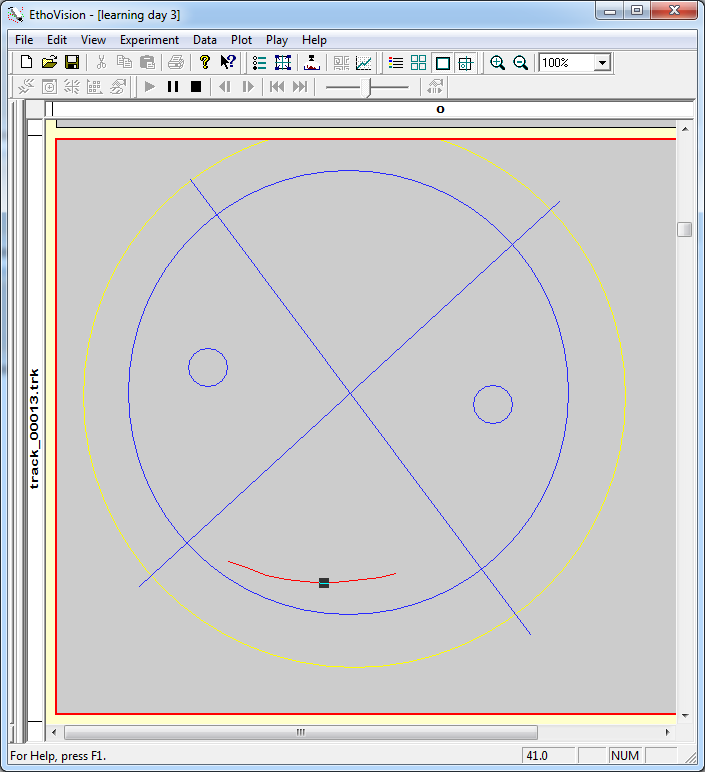 EthoVision - [learning day 3]
File Edit View Experiment Data Plot Play Help
100%
O
track_00013.trk
For Help, press F1.
41.0
NUM